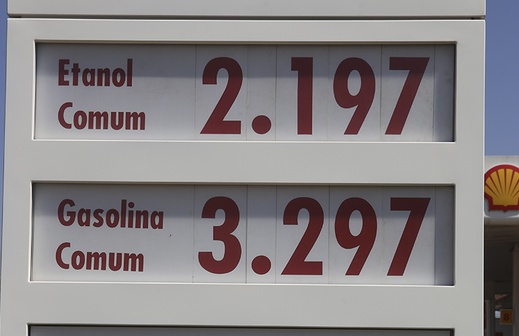 Etanol
Comum
2.197
Gasolina
Comum
3.297